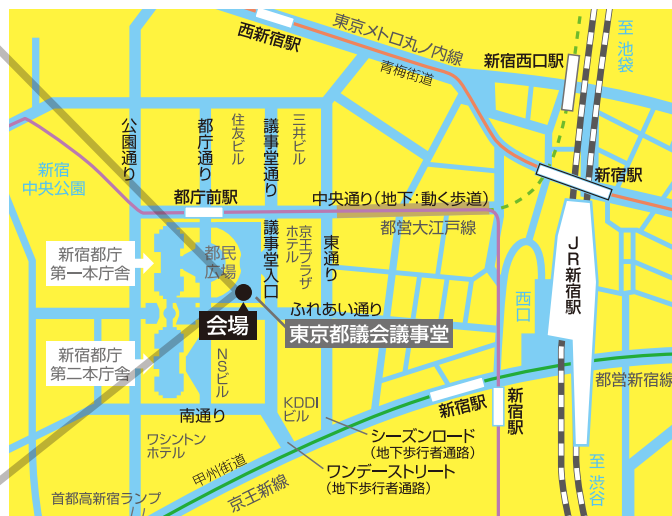 東京メトロ丸ノ内線
西新宿駅
青梅街道
新宿西口駅
至 池袋
公園通り
都庁通り
住友ビル
議事堂通り
三井ビル
新宿
中央公園
新宿駅
都庁前駅
中央通り(地下:動く歩道)
都営大江戸線
JR新宿駅
新宿都庁
第一本庁舎
都民
広場
議事堂入口
京王プラザ
ホテル
東通り
西口
ふれあい通り
会場
東京都議会議事堂
新宿都庁
第二本庁舎
NSビル
都営新宿線
新宿駅
新宿駅
KDDI
ビル
南通り
シーズンロード
(地下歩行者通路)
ワシントン
ホテル
甲州街道
京王新線
ワンデーストリート
(地下歩行者通路)
至 渋谷
首都高新宿ランプ